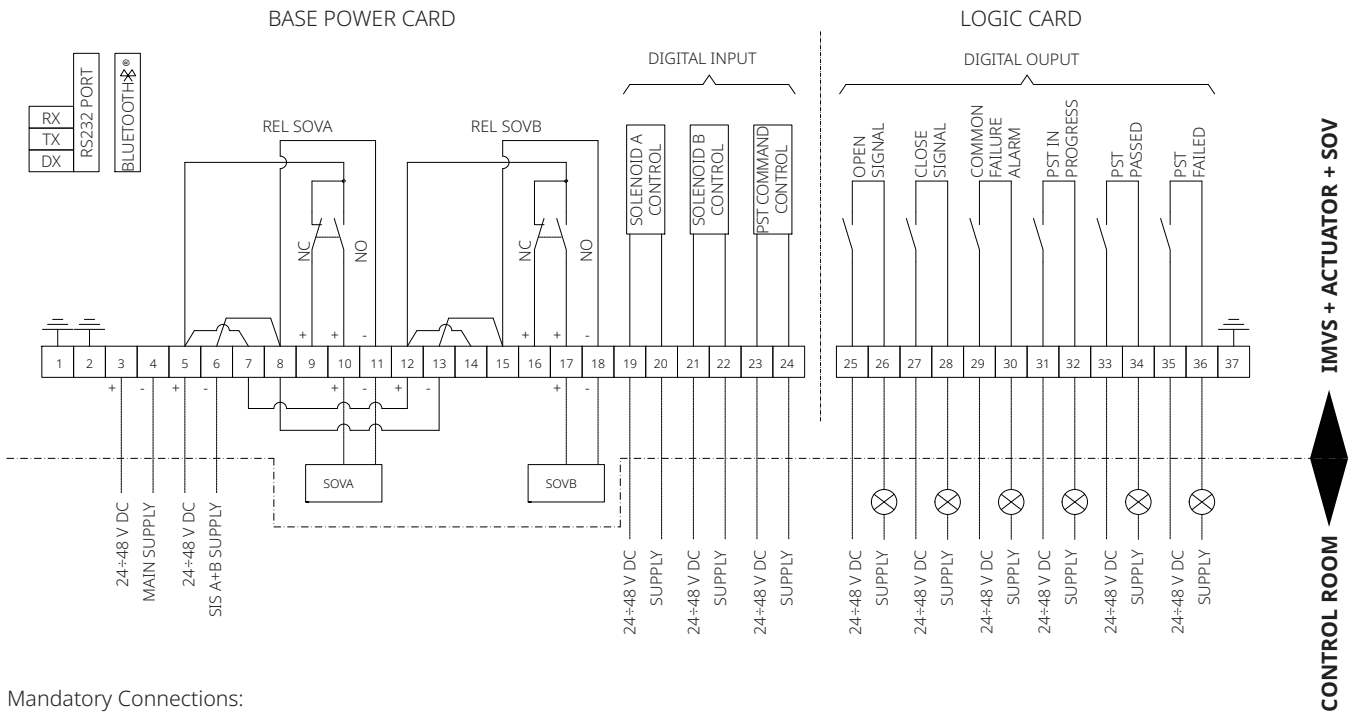 BASE POWER CARD
LOGIC CARD
DIGITAL INPUT
DIGITAL OUPUT
RX
TX
DX
RS232 PORT
BLUETOOTH®
REL SOVA
REL SOVB
SOLENOID A
CONTROL
SOLENOID B
CONTROL
PST COMMAND
CONTROL
OPEN
SIGNAL
CLOSE
SIGNAL
COMMON
FAILURE
ALARM
PST IN
PROGRESS
PST
PASSED
PST
FAILED
NC
NO
NC
NO
+ + -
+ + -
1 2 3 4 5 6 7 8 9 10 11 12 13 14 15 16 17 18 19 20 21 22 23 24
25 26 27 28 29 30 31 32 33 34 35 36 37
+ - + - + - + - + -
SOVA
SOVB
24÷48 V DC
MAIN SUPPLY
24÷48 V DC
SIS A+B SUPPLY
24÷48 V DC
SUPPLY
24÷48 V DC
SUPPLY
24÷48 V DC
SUPPLY
24÷48 V DC
SUPPLY
24÷48 V DC
SUPPLY
24÷48 V DC
SUPPLY
24÷48 V DC
SUPPLY
24÷48 V DC
SUPPLY
24÷48 V DC
SUPPLY
IMVS + ACTUATOR + SOV
CONTROL ROOM
Mandatory Connections: